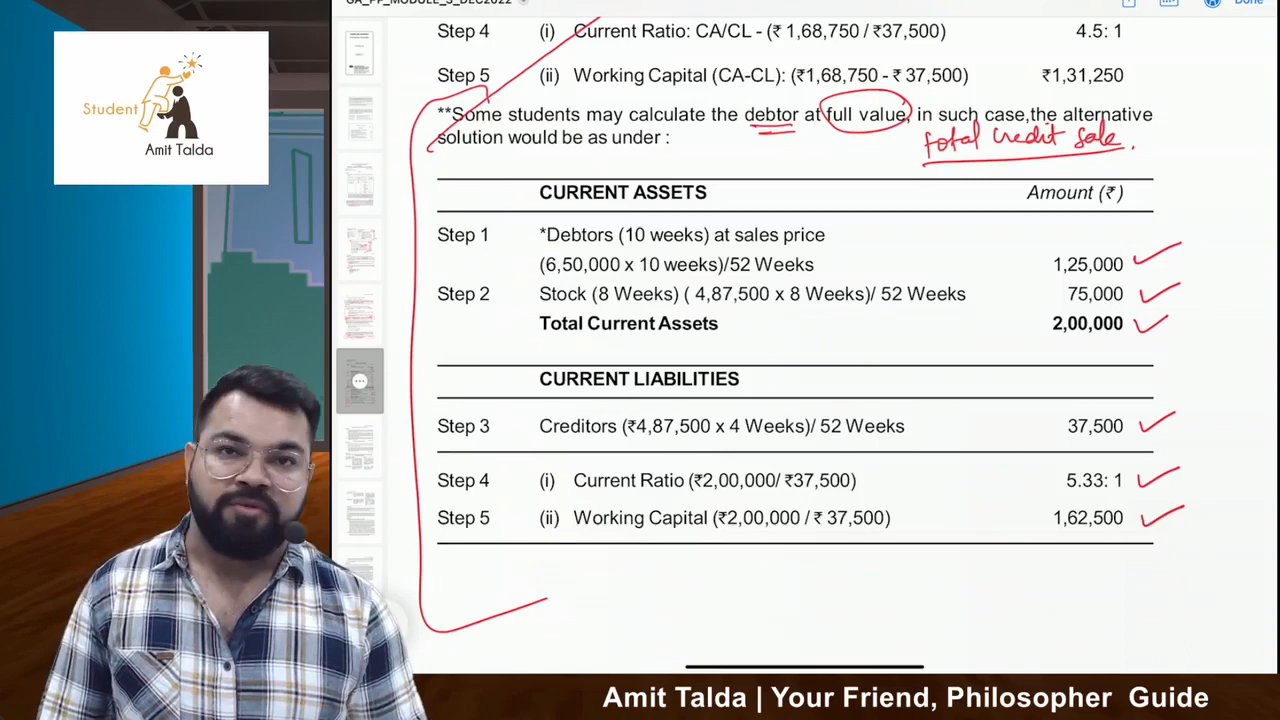 GA_PP_MODULE_3_DEC2022
Done
Step 4 (i) Current Ratio: CA/CL - (₹ 1,68,750 / ₹37,500) 4.5: 1
Step 5 (ii) Working Capital (CA-CL): (₹1,68,750 - ₹ 37,500) ₹1,31,250
**Some students may calculate the debtor at full value, in such case,the alternative
solution would be as under :
total credit sale.
CURRENT ASSETS Amount (₹)
Step 1 *Debtors (10 weeks) at sales price
(6,50,000 * 10 weeks)/52 Weeks 1,25,000
Step 2 Stock (8 Weeks) ( 4,87,500 x 8 Weeks)/ 52 Weeks 75,000
Total Current Assets 2,00,000
CURRENT LIABILITIES
Step 3 Creditors (₹4,87,500 x 4 Weeks)/ 52 Weeks 37,500
Step 4 (i) Current Ratio (₹2,00,000/ ₹37,500) 5.33: 1
Step 5 (ii) Working Capital (₹2,00,000 / ₹ 37,500) 1,62,500
Student
Amit Talda
Amit Talda | Your Friend, Philosopher Guide